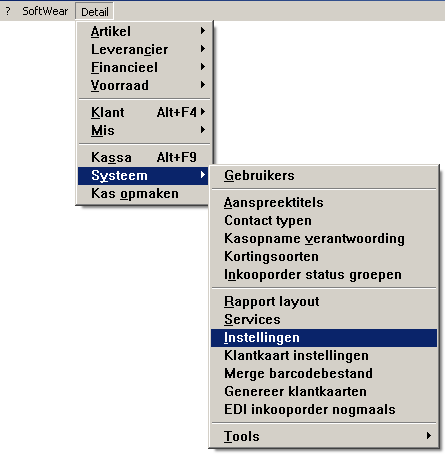 ? SoftWear Detail
Artikel
Leverancier
Financieel
Voorraad
Klant Alt+F4
Mis
Kassa Alt+F9
Systeem
Kas opmaken
Gebruikers
Aanspreektitels
Contact typen
Kasopname verantwoording
Kortingsoorten
Inkooporder status groepen
Rapport layout
Services
Instellingen
Klantkaart instellingen
Merge barcodebestand
Genereer klantkaarten
EDI inkooporder nogmaals
Tools